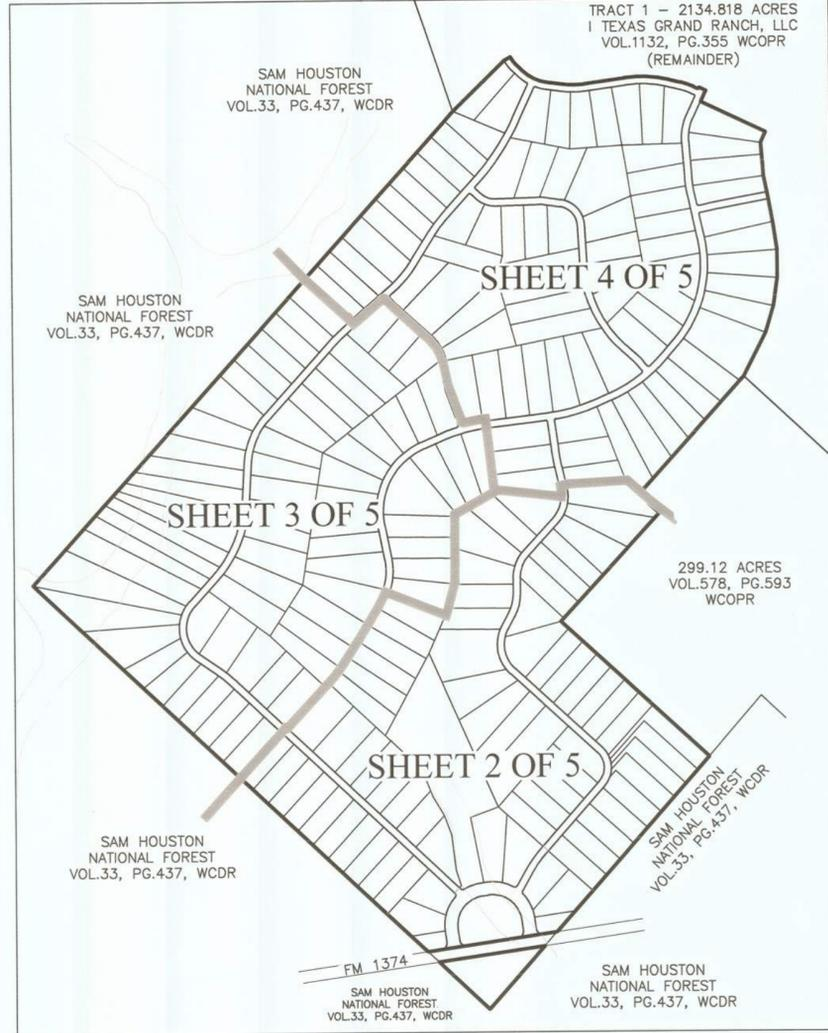 TRACT 1 - 2134.818 ACRES
I TEXAS GRAND RANCH, LLC
VOL.1132, PG.355 WCOPR
(REMAINDER)
SAM HOUSTON
NATIONAL FOREST
VOL.33, PG.437, WCDR
SHEET 4 OF 5
SAM HOUSTON
NATIONAL FOREST
VOL.33, PG.437, WCDR
SHEET 3 OF 5
299.12 ACRES
VOL.578, PG.593
WCOPR
SHEET 2 OF 5
SAM HOUSTON
NATIONAL FOREST
VOL.33, PG.437, WCDR
SAM HOUSTON
NATIONAL FOREST
VOL.33, PG.437, WCDR
FM 1374
SAM HOUSTON
NATIONAL FOREST
VOL.33, PG.437, WCDR
SAM HOUSTON
NATIONAL FOREST
VOL.33, PG.437, WCDR